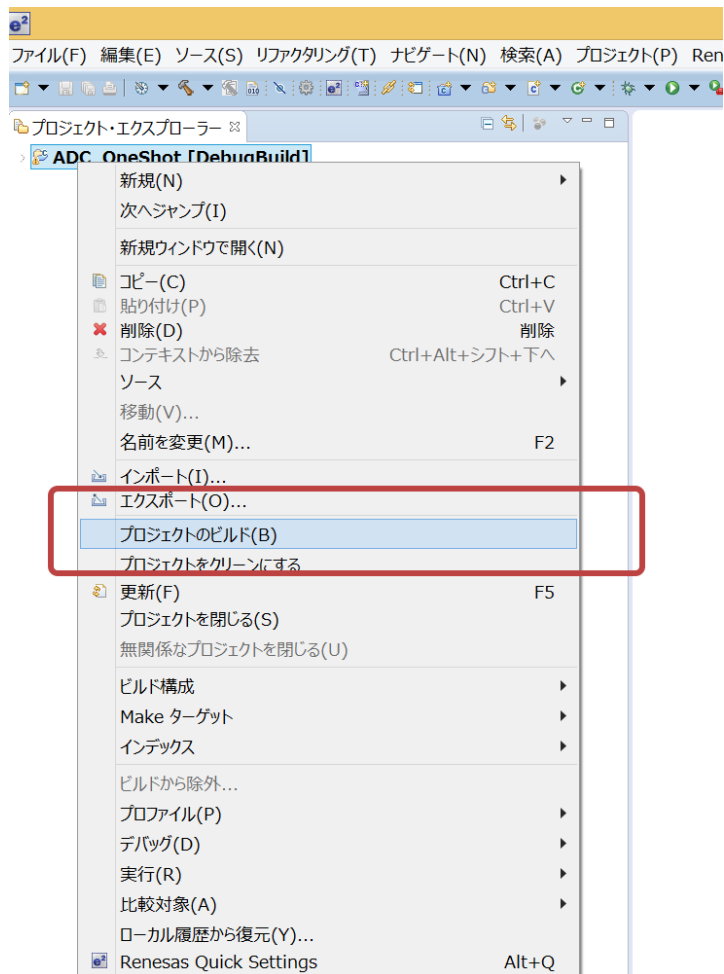 e²
ファイル(F) 編集(E) ソース(S) リファクタリング(T) ナビゲート(N) 検索(A) プロジェクト(P) Ren
プロジェクト・エクスプローラー
ADC_OneShot [DebugBuild]
新規(N)
次へジャンプ(I)
新規ウィンドウで開く(N)
コピー(C) Ctrl+C
貼り付け(P) Ctrl+V
削除(D) 削除
コンテキストから除去 Ctrl+Alt+シフト+下へ
ソース
移動(V)...
名前を変更(M)... F2
インポート(I)...
エクスポート(O)...
プロジェクトのビルド(B)
プロジェクトをクリーンにする
更新(F) F5
プロジェクトを閉じる(S)
無関係なプロジェクトを閉じる(U)
ビルド構成
Make ターゲット
インデックス
ビルドから除外...
プロファイル(P)
デバッグ(D)
実行(R)
比較対象(A)
ローカル履歴から復元(Y)...
Renesas Quick Settings Alt+Q